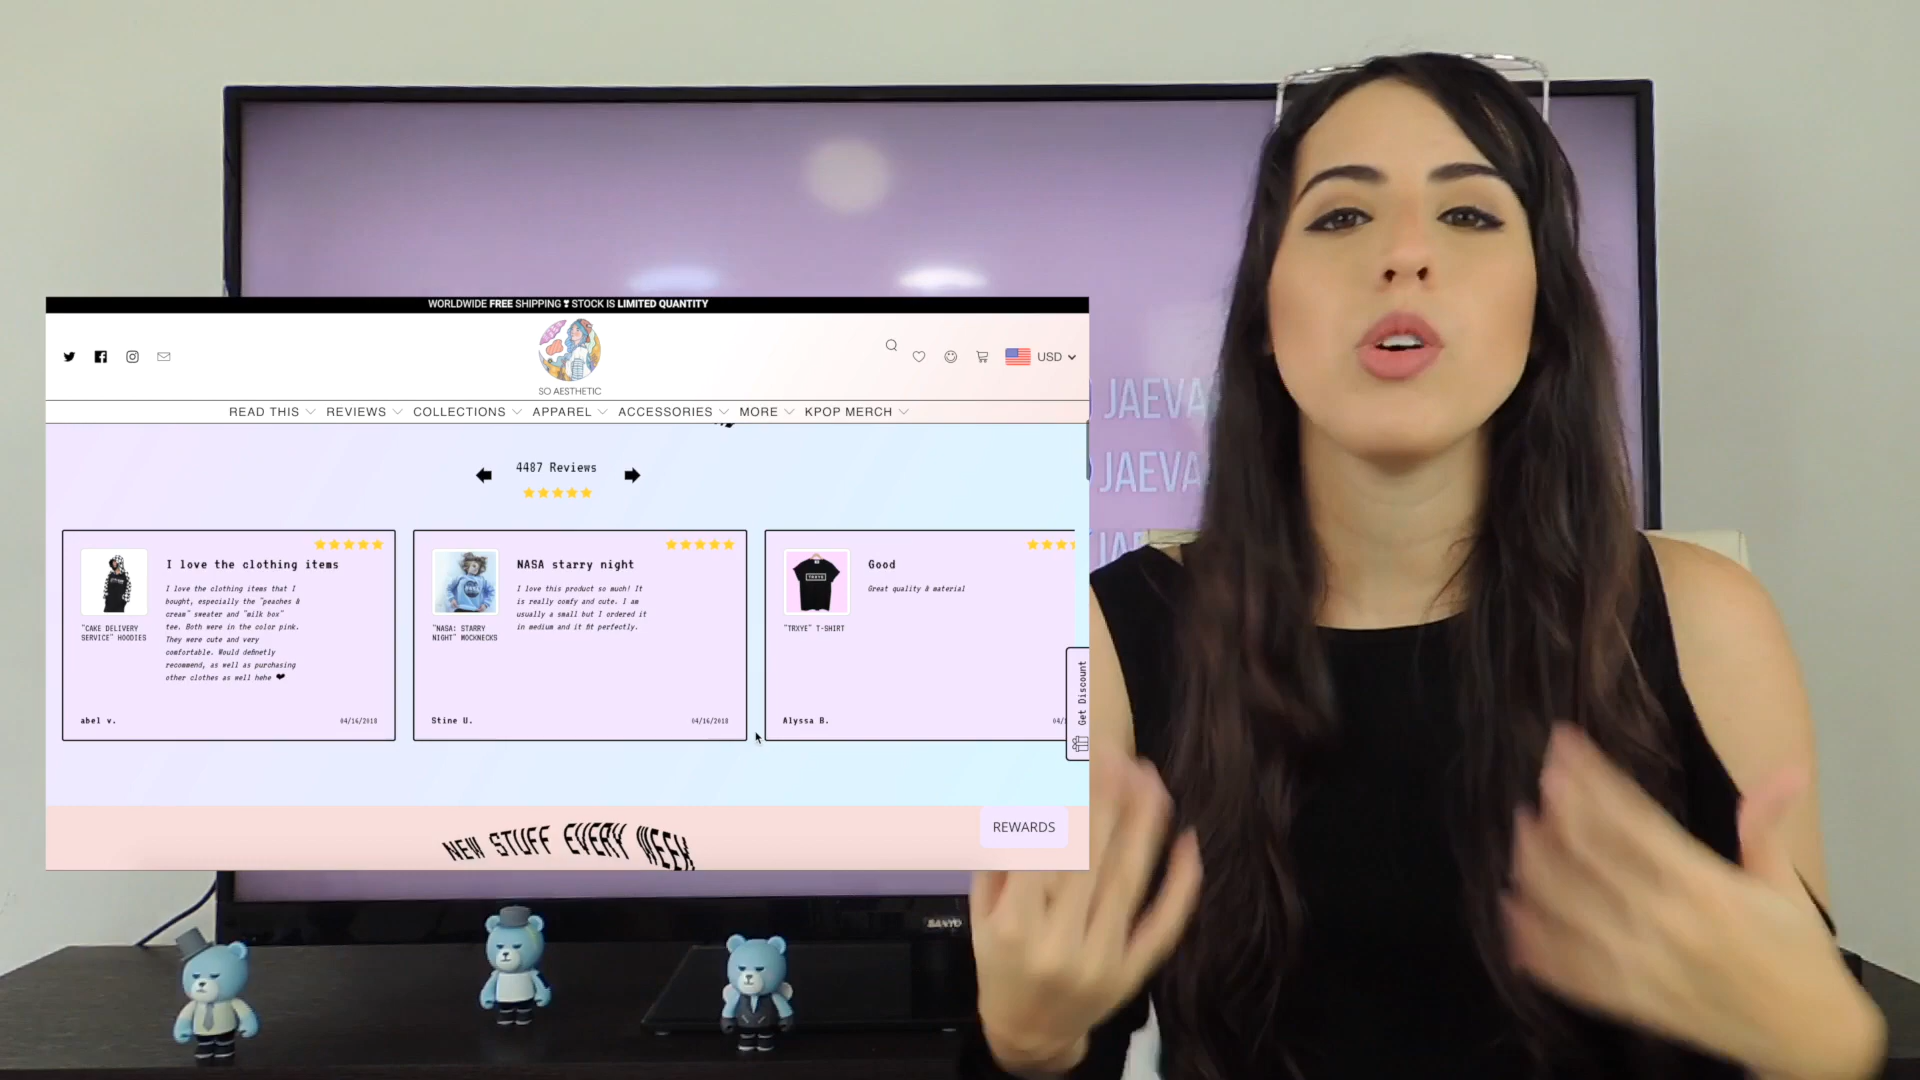 WORLDWIDE FREE SHIPPING ❣ STOCK IS LIMITED QUANTITY
SO AESTHETIC
USD
READ THIS
REVIEWS
COLLECTIONS
APPAREL
ACCESSORIES
MORE
KPOP MERCH
4487 Reviews
I love the clothing items
I love the clothing items that I
bought, especially the "peaches &
cream" sweater and "milk box"
tee. Both were in the color pink.
They were cute and very
comfortable. Would definetly
recommend, as well as purchasing
other clothes as well hehe ❤
"CAKE DELIVERY
SERVICE" HOODIES
abel v.
04/16/2018
NASA starry night
I love this product so much! It
is really comfy and cute. I am
usually a small but I ordered it
in medium and it fit perfectly.
"NASA: STARRY
NIGHT" MOCKNECKS
Stine U.
04/16/2018
Good
Great quality & material
TRXYE
"TRXYE" T-SHIRT
Alyssa B.
04/
Get Discount
REWARDS
NEW STUFF EVERY WEEK
JAEVA
JAEVA
SANYO